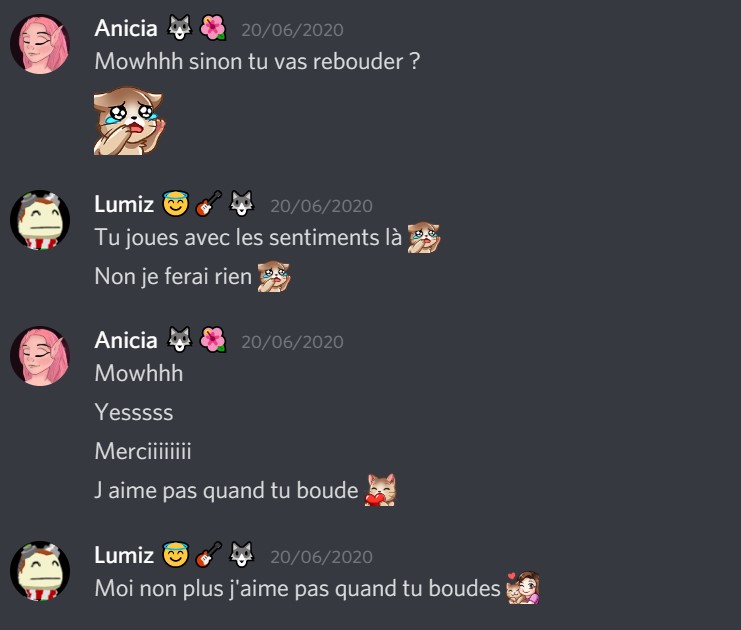 Anicia 🐺 🌺 20/06/2020
Mowhhh sinon tu vas rebouder ?
Lumiz 😇 🎸 🐺 20/06/2020
Tu joues avec les sentiments là
Non je ferai rien
Anicia 🐺 🌺 20/06/2020
Mowhhh
Yesssss
Merciiiiiiii
J aime pas quand tu boude
Lumiz 😇 🎸 🐺 20/06/2020
Moi non plus j'aime pas quand tu boudes